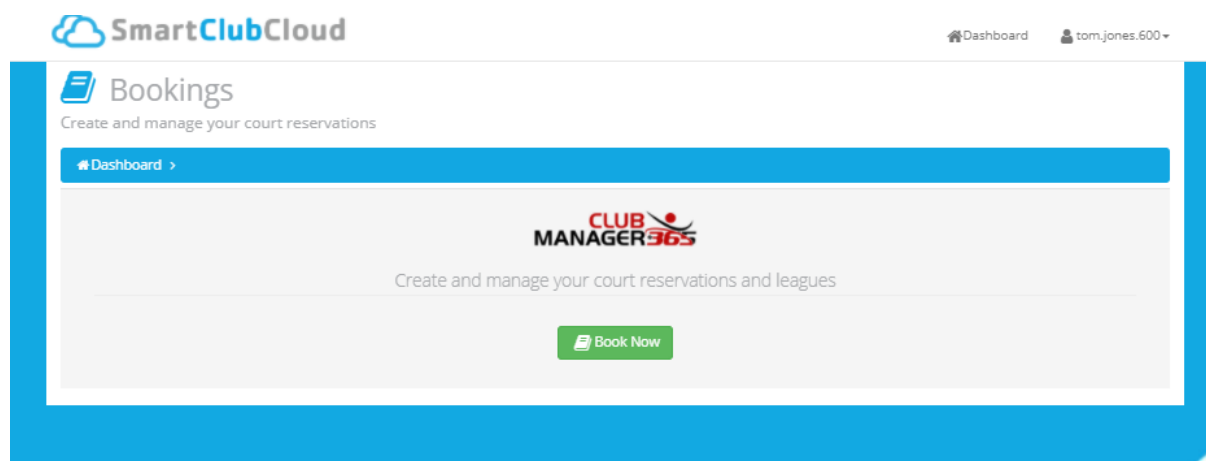 SmartClubCloud
Dashboard
tom.jones.600
Bookings
Create and manage your court reservations
Dashboard >
CLUB
MANAGER365
Create and manage your court reservations and leagues
Book Now